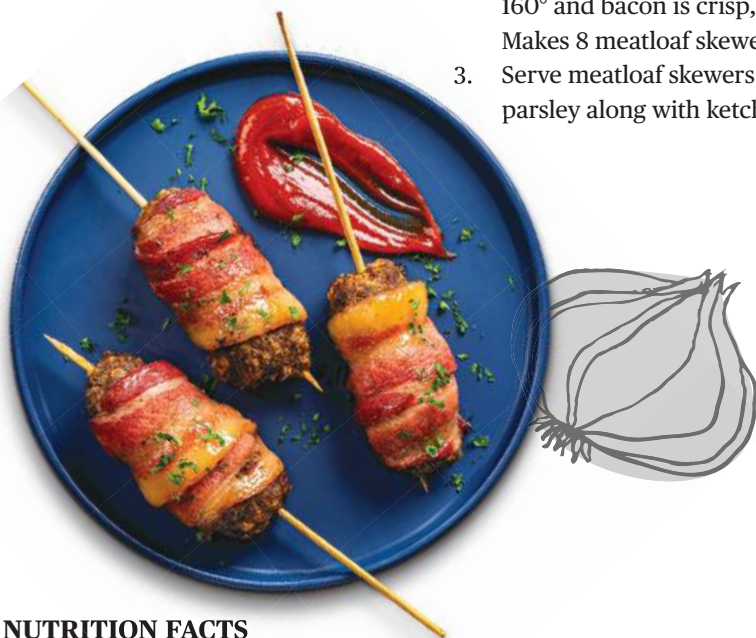 160° and bacon is crisp,
Makes 8 meatloaf
3. Serve meatloaf skewers
parsley along with
NUTRITION FACTS